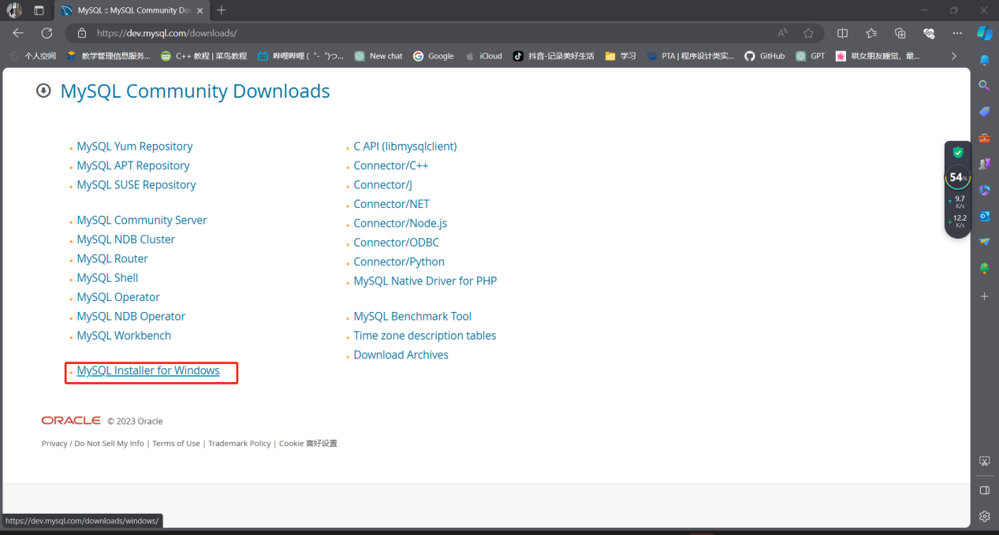 MySQL :: MySQL Community Do
https://dev.mysql.com/downloads/
个人空间 教学管理信息服务... C++ 教程 | 菜鸟教程 哔哩哔哩 ( ゜- ゜)つ... New chat Google iCloud 抖音-记录美好生活 学习 PTA | 程序设计类实... GitHub GPT 哄女朋友睡觉，最...
MySQL Community Downloads
MySQL Yum Repository
MySQL APT Repository
MySQL SUSE Repository
MySQL Community Server
MySQL NDB Cluster
MySQL Router
MySQL Shell
MySQL Operator
MySQL NDB Operator
MySQL Workbench
MySQL Installer for Windows
C API (libmysqlclient)
Connector/C++
Connector/J
Connector/NET
Connector/Node.js
Connector/ODBC
Connector/Python
MySQL Native Driver for PHP
MySQL Benchmark Tool
Time zone description tables
Download Archives
54%
9.7
K/s
12.2
K/s
ORACLE © 2023 Oracle
Privacy / Do Not Sell My Info | Terms of Use | Trademark Policy | Cookie 喜好设置
https://dev.mysql.com/downloads/windows/